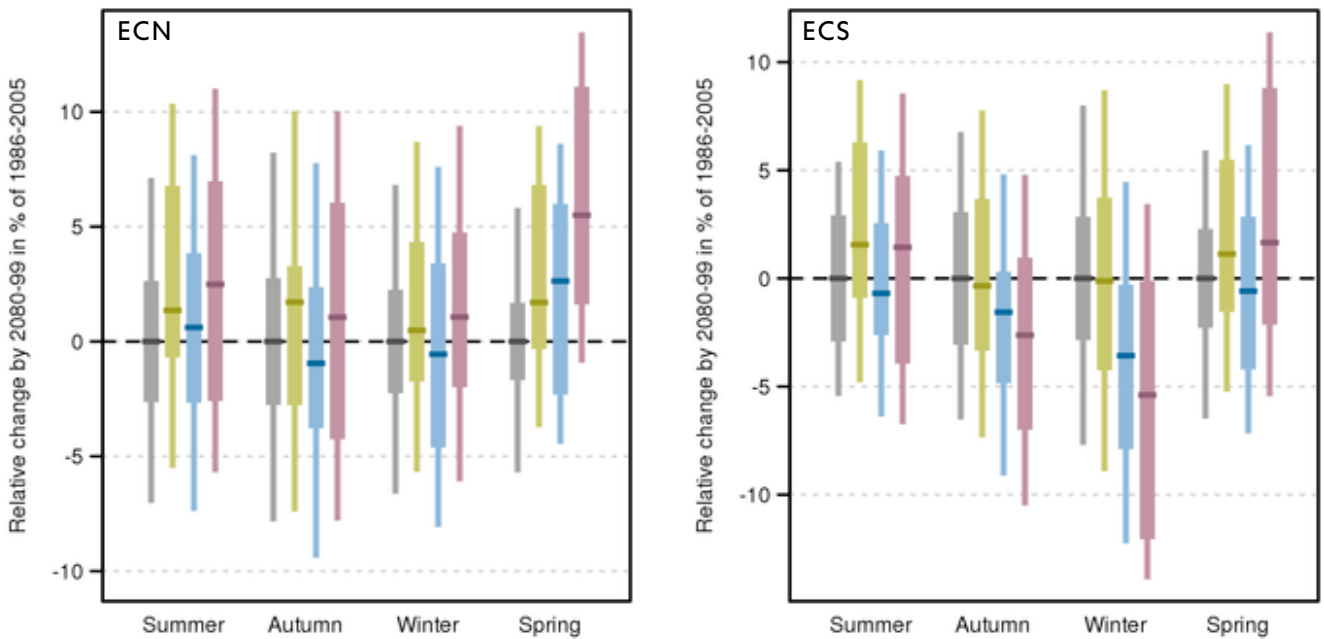 ECN
Relative change by 2080-99 in % of 1986-2005
10
5
0
-5
-10
Summer Autumn Winter Spring
ECS
Relative change by 2080-99 in % of 1986-2005
10
5
0
-5
-10
Summer Autumn Winter Spring